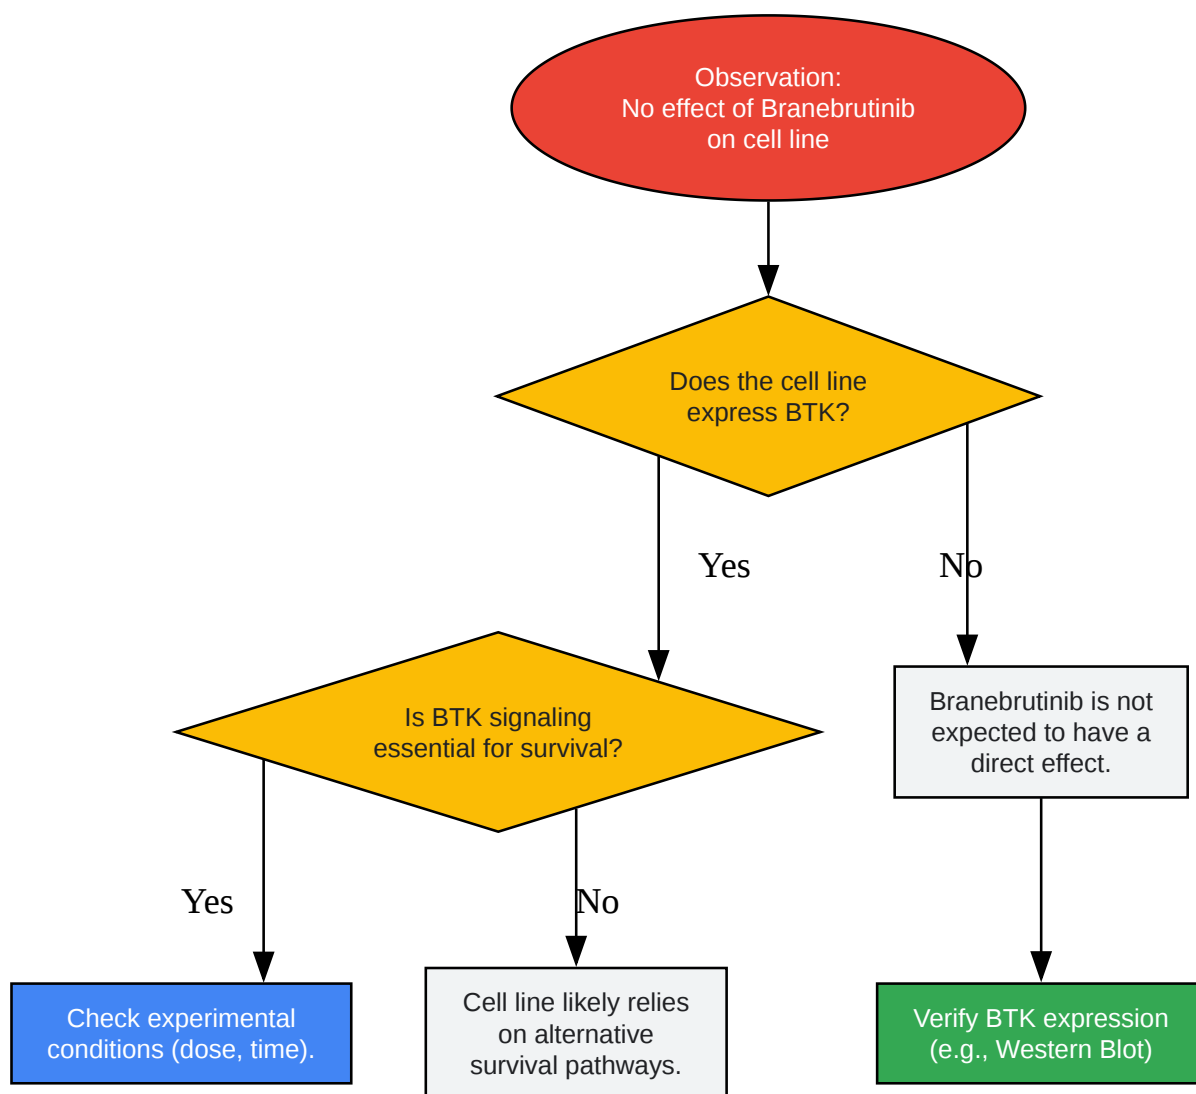 Observation:
No effect of Branebrutinib
on cell line
Does the cell line
express BTK?
Yes
No
Is BTK signaling
essential for survival?
Branebrutinib is not
expected to have a
direct effect.
Yes
No
Check experimental
conditions (dose, time).
Cell line likely relies
on alternative
survival pathways.
Verify BTK expression
(e.g., Western Blot)